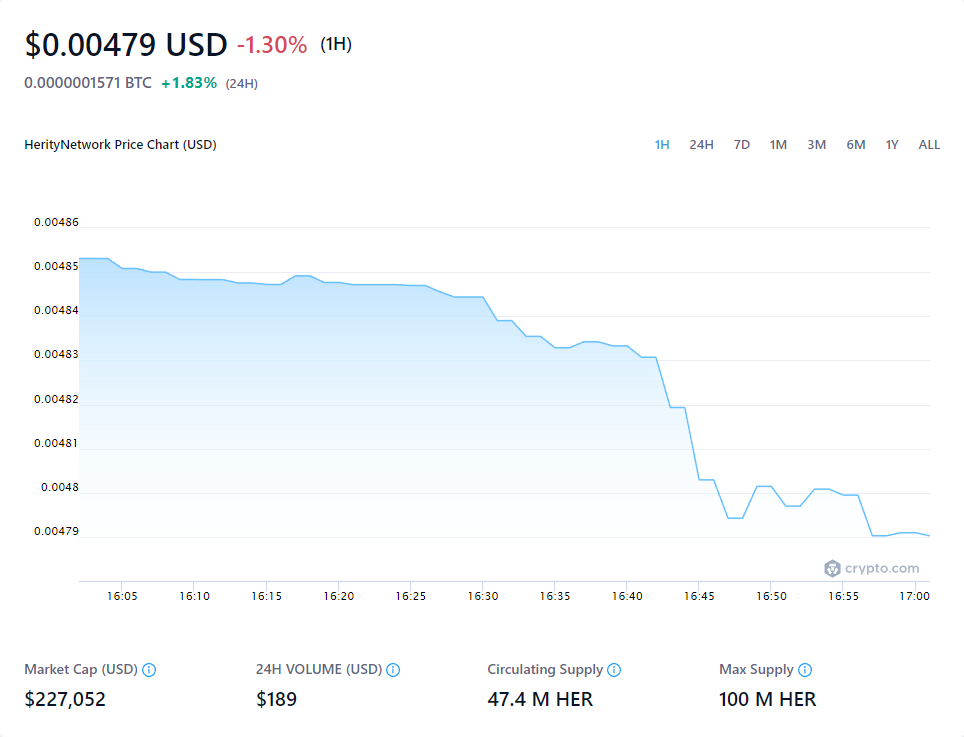 $0.00479 USD -1.30% (1H)
0.0000001571 BTC +1.83% (24H)
HerityNetwork Price Chart (USD) 1H 24H 7D 1M 3M 6M 1Y ALL
0.00486
0.00485
0.00484
0.00483
0.00482
0.00481
0.0048
0.00479
crypto.com
16:05 16:10 16:15 16:20 16:25 16:30 16:35 16:40 16:45 16:50 16:55 17:00
Market Cap (USD) 24H VOLUME (USD) Circulating Supply Max Supply
$227,052 $189 47.4 M HER 100 M HER